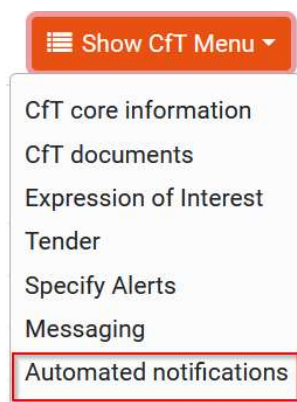 Show CfT Menu
CfT core information
CfT documents
Expression of Interest
Tender
Specify Alerts
Messaging
Automated notifications